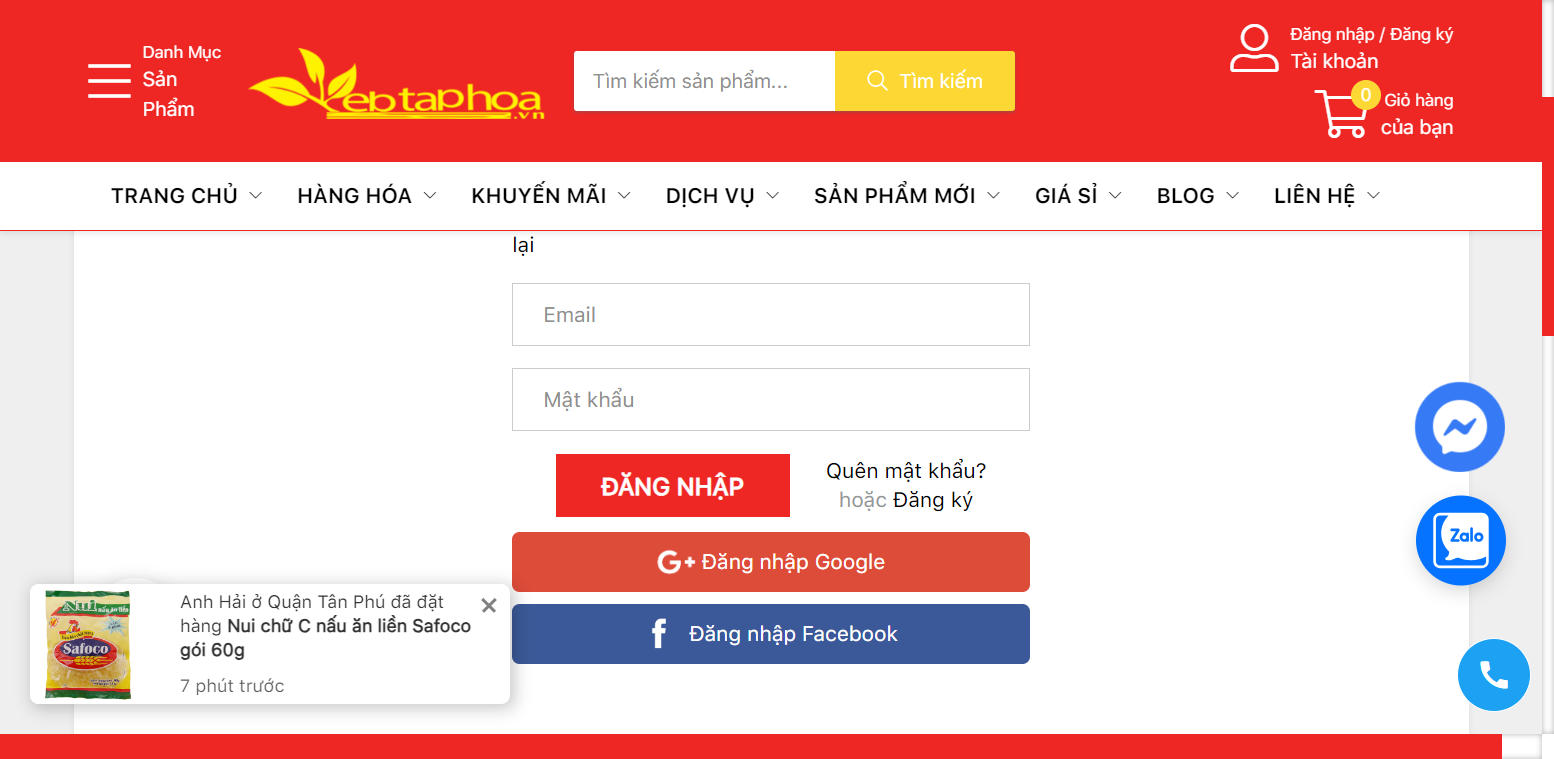 Danh Mục
Sản
Phẩm
eptaphoa
.vn
Tìm kiếm sản phẩm...
Tìm kiếm
Đăng nhập / Đăng ký
Tài khoản
0
Giỏ hàng
của bạn
TRANG CHỦ HÀNG HÓA KHUYẾN MÃI DỊCH VỤ SẢN PHẨM MỚI GIÁ SỈ BLOG LIÊN HỆ
lại
Email
Mật khẩu
ĐĂNG NHẬP
Quên mật khẩu?
hoặc Đăng ký
G+ Đăng nhập Google
f Đăng nhập Facebook
Nui nấu ăn liền
Safoco
Anh Hải ở Quận Tân Phú đã đặt
hàng Nui chữ C nấu ăn liền Safoco
gói 60g
7 phút trước
Zalo